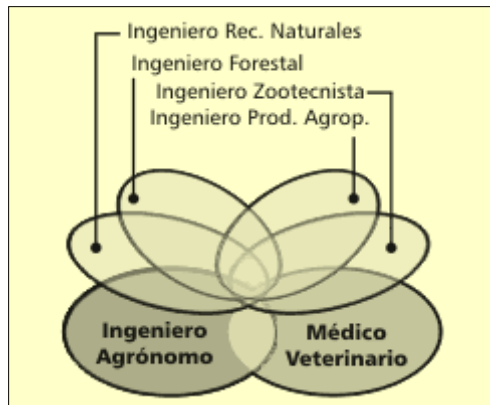 Ingeniero Rec. Naturales
Ingeniero Forestal
Ingeniero Zootecnista
Ingeniero Prod. Agrop.
Ingeniero
Agrónomo
Médico
Veterinario